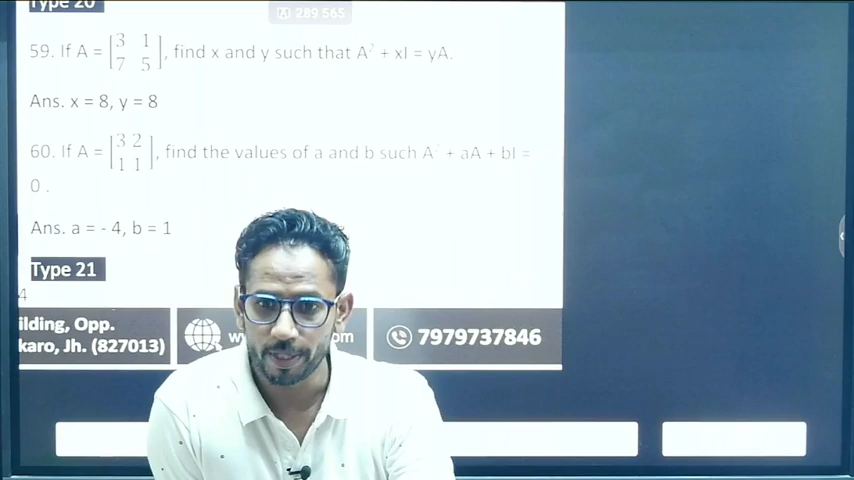 Type 20
289 565
59. If A = [3 1
7 5], find x and y such that A² + xI = yA.
Ans. x = 8, y = 8
60. If A = [3 2
1 1], find the values of a and b such A² + aA + bI =
0 .
Ans. a = - 4, b = 1
Type 21
4
ilding, Opp.
karo, Jh. (827013)
om
7979737846